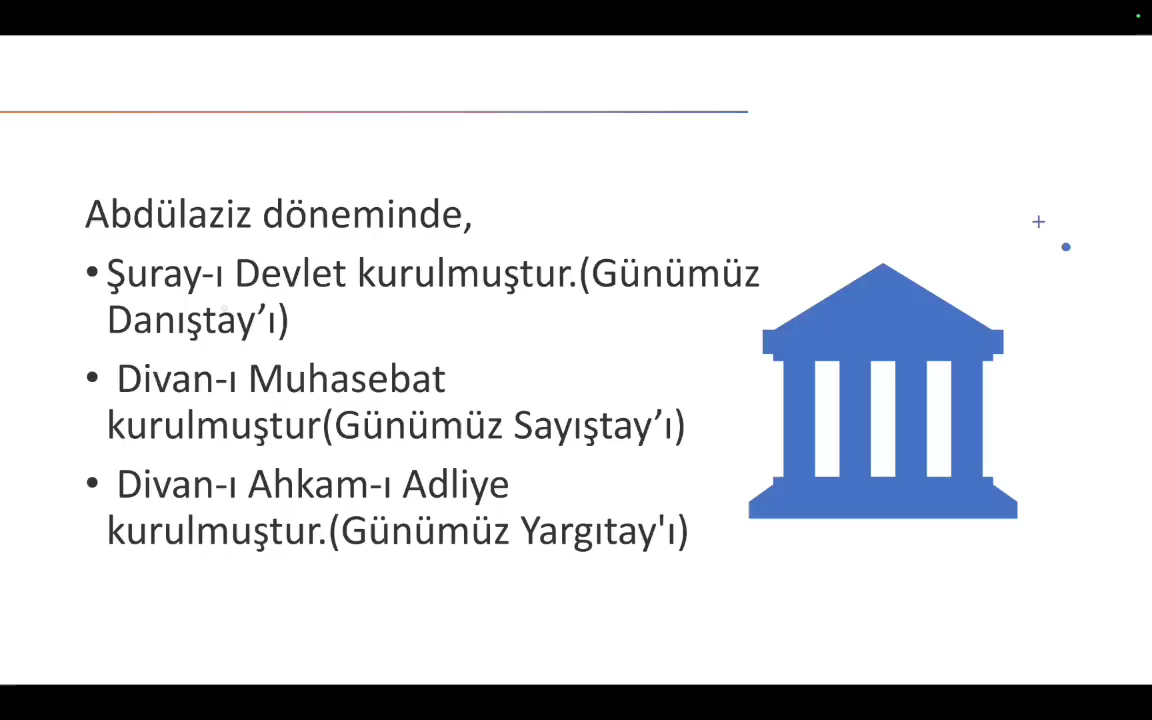 Abdülaziz döneminde,
•Şuray-ı Devlet kurulmuştur.(Günümüz
Danıştay’ı)
• Divan-ı Muhasebat
kurulmuştur(Günümüz Sayıştay’ı)
• Divan-ı Ahkam-ı Adliye
kurulmuştur.(Günümüz Yargıtay'ı)